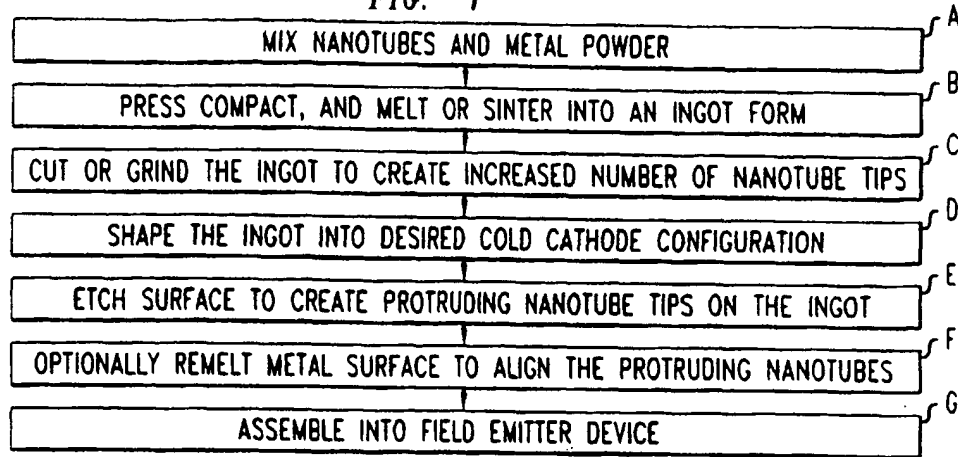 FIG.
A
MIX NANOTUBES AND METAL POWDER
B
PRESS COMPACT, AND MELT OR SINTER INTO AN INGOT FORM
C
CUT OR GRIND THE INGOT TO CREATE INCREASED NUMBER OF NANOTUBE TIPS
D
SHAPE THE INGOT INTO DESIRED COLD CATHODE CONFIGURATION
E
ETCH SURFACE TO CREATE PROTRUDING NANOTUBE TIPS ON THE INGOT
F
OPTIONALLY REMELT METAL SURFACE TO ALIGN THE PROTRUDING NANOTUBES
G
ASSEMBLE INTO FIELD EMITTER DEVICE